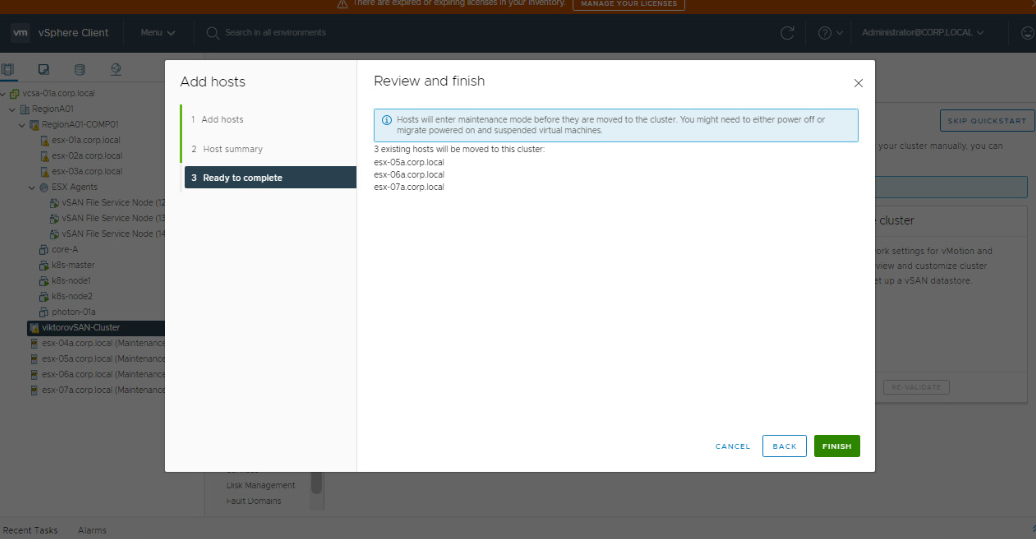 There are expired or expiring licenses in your inventory.
MANAGE YOUR LICENSES
vm vSphere Client
Menu
Search in all environments
Administrator@CORP.LOCAL
vcsa-01a.corp.local
RegionA01
RegionA01-COMP01
esx-01a.corp.local
esx-02a.corp.local
esx-03a.corp.local
ESX Agents
vSAN File Service Node (12
vSAN File Service Node (13
vSAN File Service Node (14
core-A
k8s-master
k8s-node1
k8s-node2
photon-01a
viktorovSAN-Cluster
esx-04a.corp.local (Maintenance
esx-05a.corp.local (Maintenance
esx-06a.corp.local (Maintenance
esx-07a.corp.local (Maintenance
Add hosts
1 Add hosts
2 Host summary
3 Ready to complete
Review and finish
Hosts will enter maintenance mode before they are moved to the cluster. You might need to either power off or
migrate powered on and suspended virtual machines.
3 existing hosts will be moved to this cluster:
esx-05a.corp.local
esx-06a.corp.local
esx-07a.corp.local
CANCEL
BACK
FINISH
SKIP QUICKSTART
your cluster manually, you can
cluster
ork settings for vMotion and
view and customize cluster
et up a vSAN datastore.
RE-VALIDATE
Disk Management
Fault Domains
Recent Tasks
Alarms